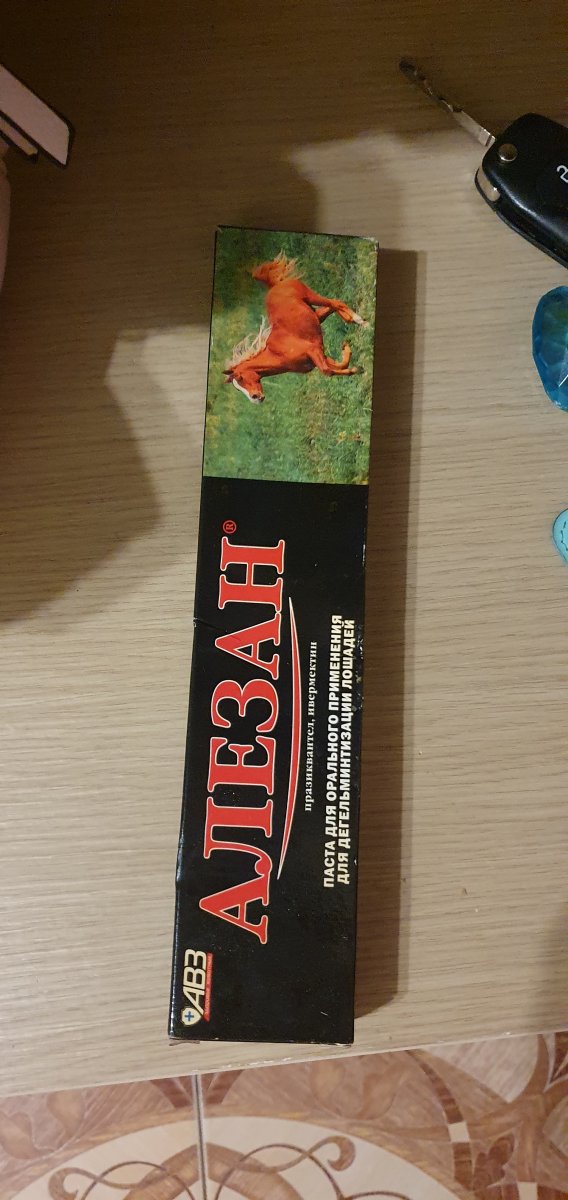 АЛЕЗАН®
празиквантел, ивермектин
ПАСТА ДЛЯ ОРАЛЬНОГО ПРИМЕНЕНИЯ
ДЛЯ ДЕГЕЛЬМИНТИЗАЦИИ ЛОШАДЕЙ
АВЗ